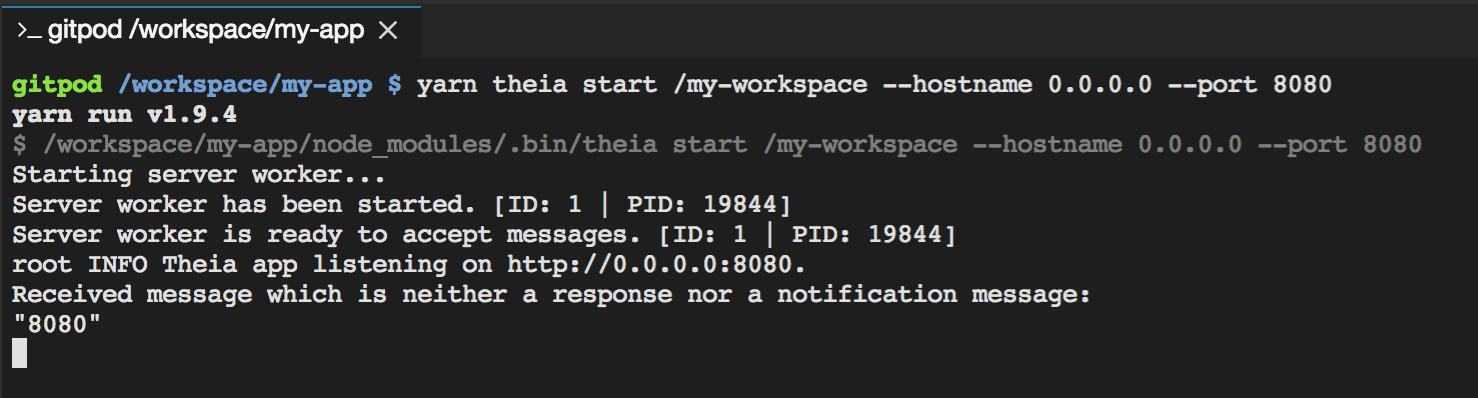 >_ gitpod /workspace/my-app ×
gitpod /workspace/my-app $ yarn theia start /my-workspace --hostname 0.0.0.0 --port 8080
yarn run v1.9.4
$ /workspace/my-app/node_modules/.bin/theia start /my-workspace --hostname 0.0.0.0 --port 8080
Starting server worker...
Server worker has been started. [ID: 1 | PID: 19844]
Server worker is ready to accept messages. [ID: 1 | PID: 19844]
root INFO Theia app listening on http://0.0.0.0:8080.
Received message which is neither a response nor a notification message:
"8080"